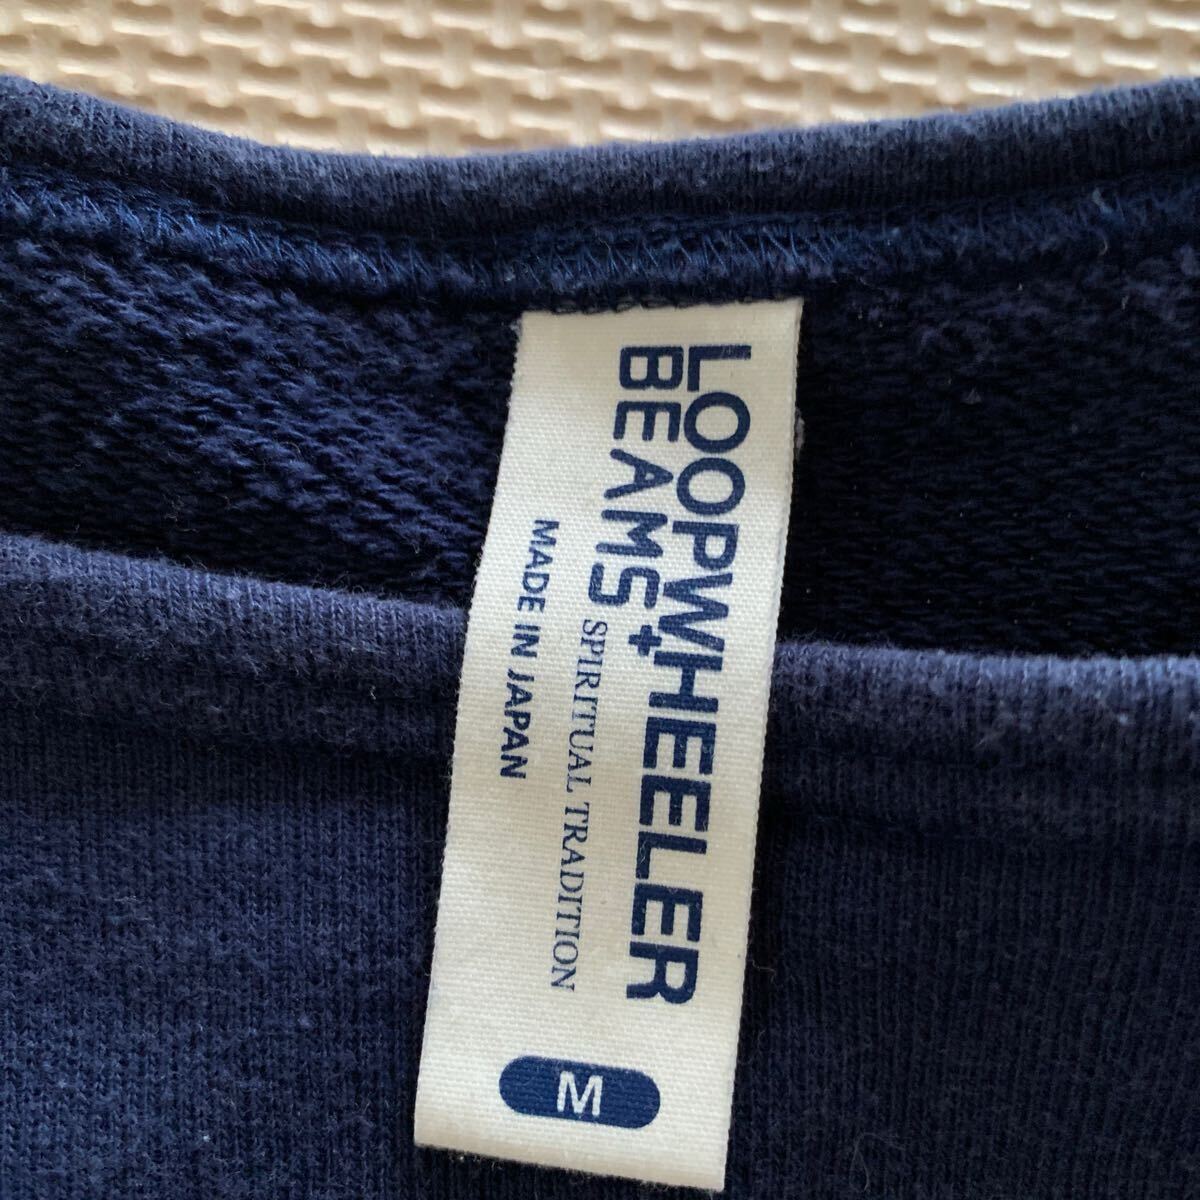 LOOPWHEELER
BEAMS+
SPIRITUAL TRADITION
MADE IN JAPAN
M